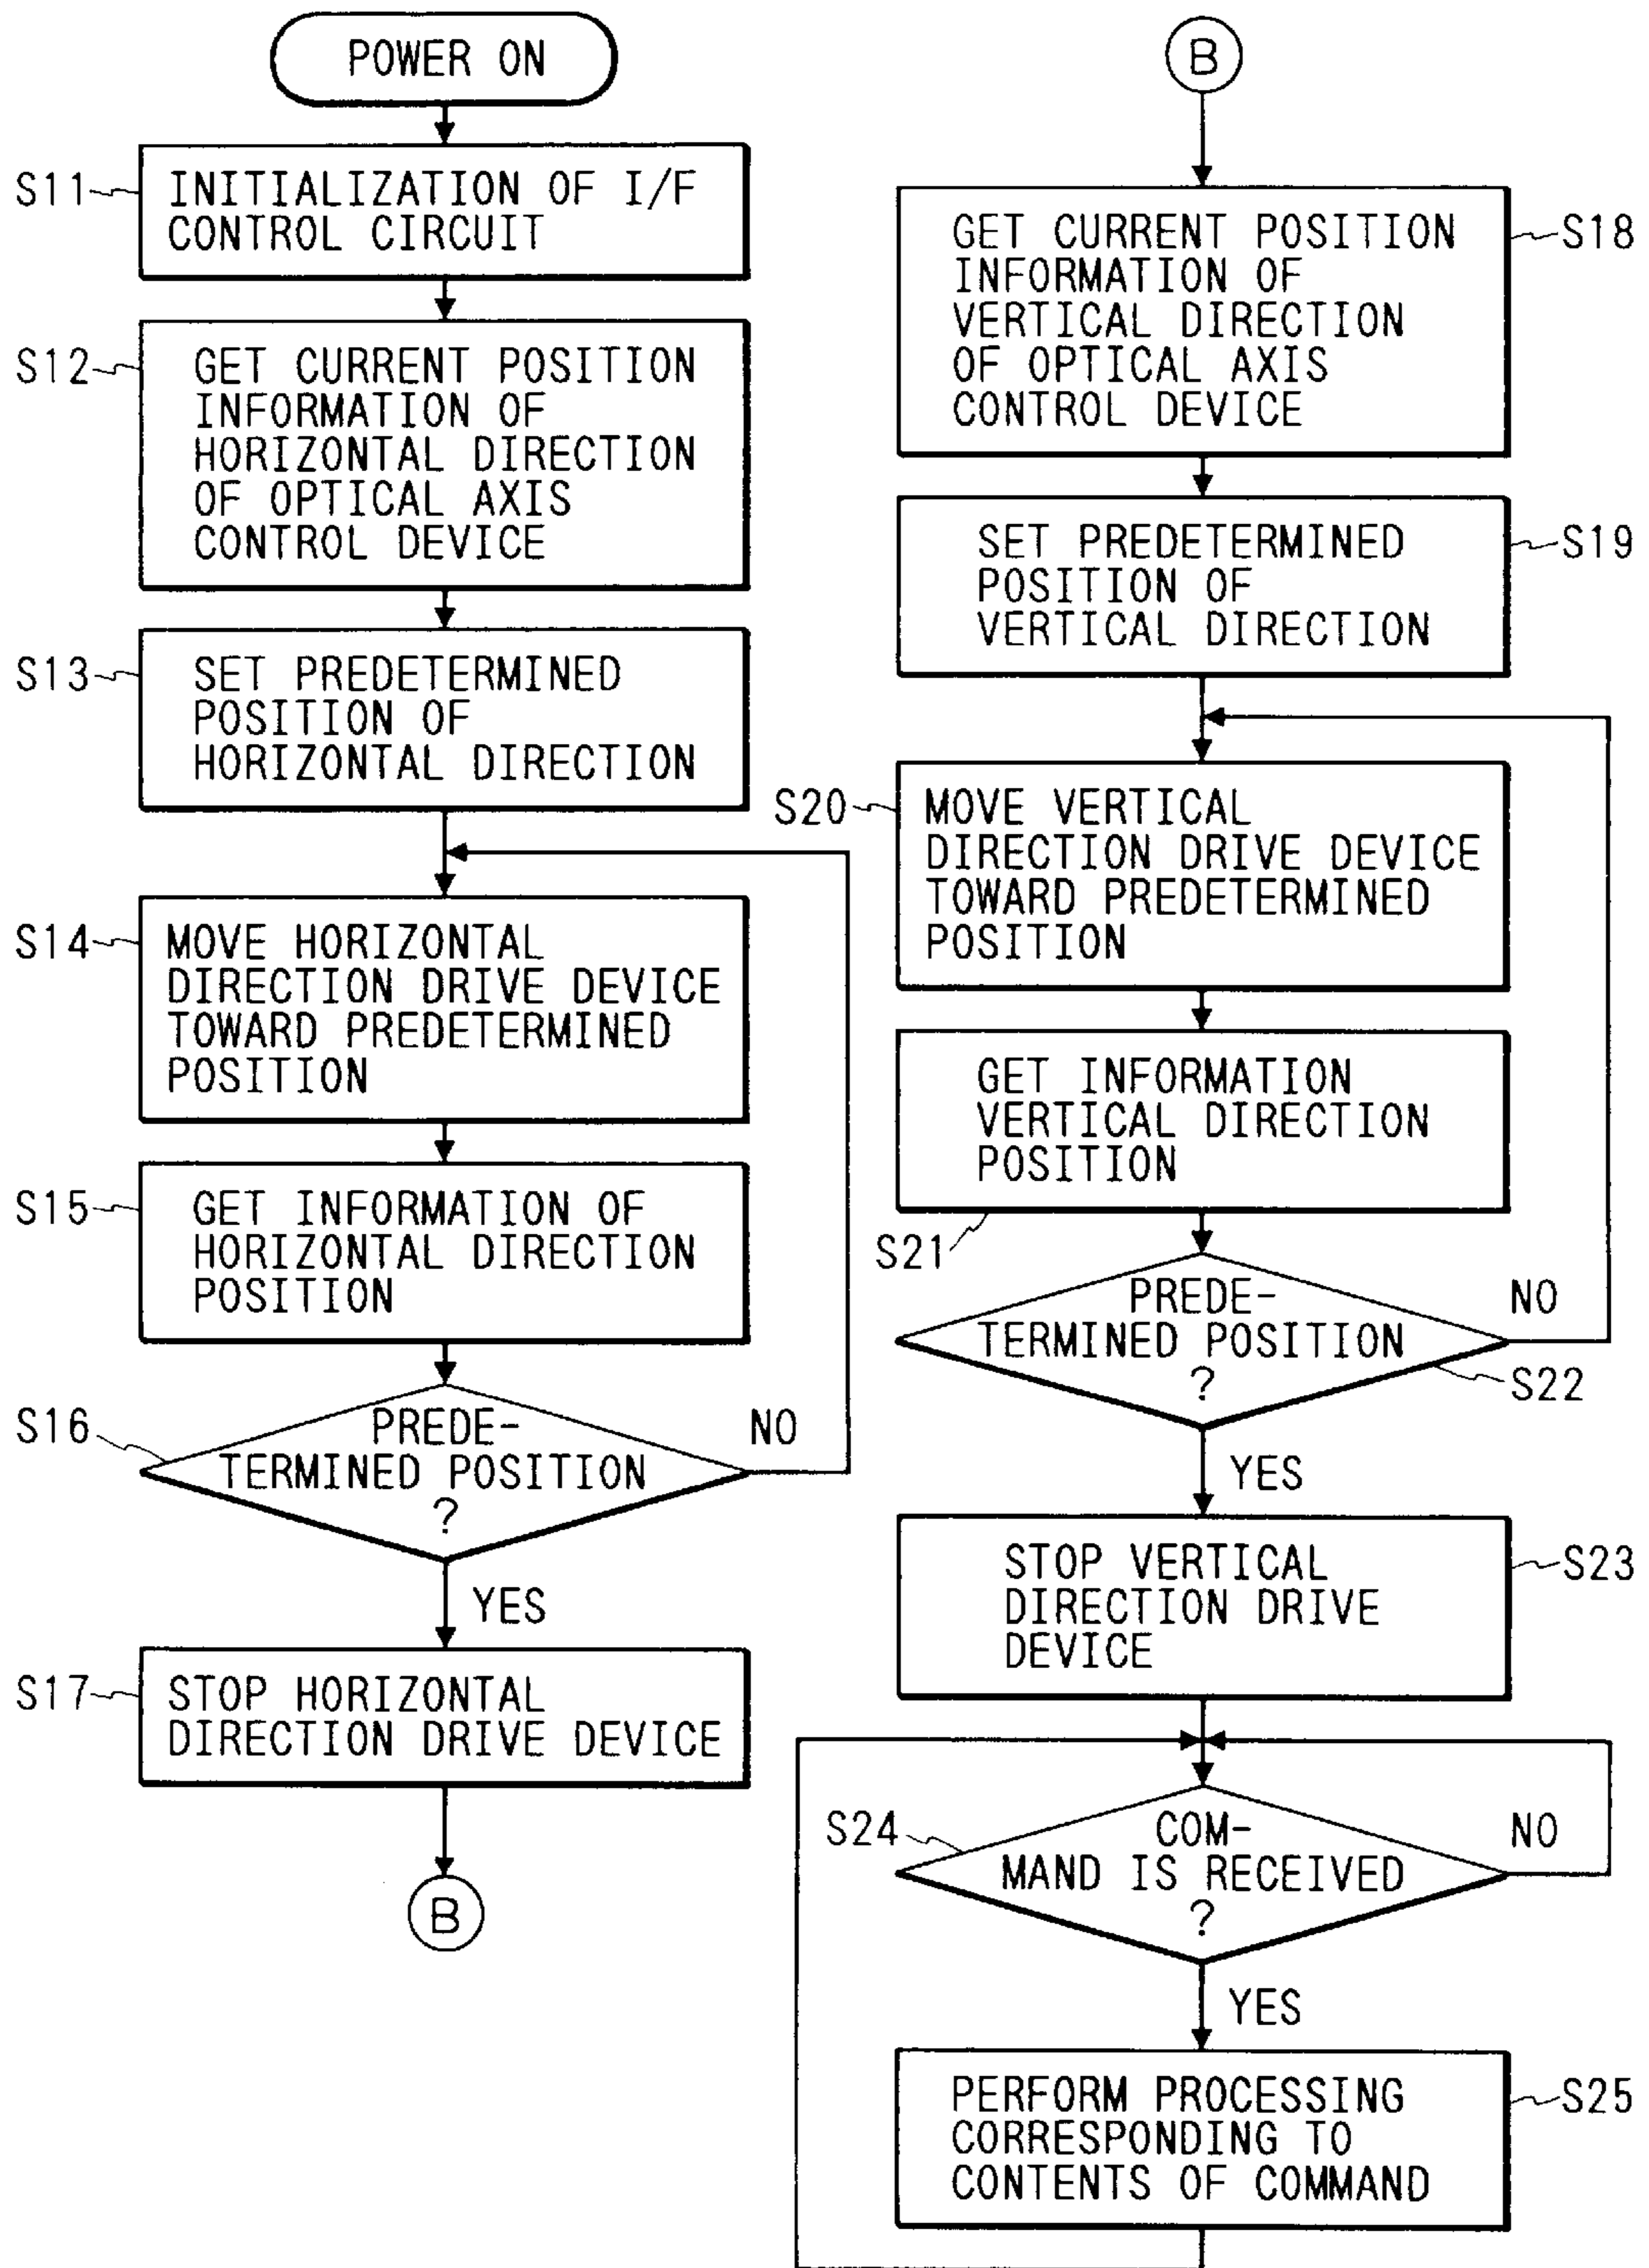 POWER ON
S11
INITIALIZATION OF I/F
CONTROL CIRCUIT
S12
GET CURRENT POSITION
INFORMATION OF
HORIZONTAL DIRECTION
OF OPTICAL AXIS
CONTROL DEVICE
S13
SET PREDETERMINED
POSITION OF
HORIZONTAL DIRECTION
S14
MOVE HORIZONTAL
DIRECTION DRIVE DEVICE
TOWARD PREDETERMINED
POSITION
S15
GET INFORMATION OF
HORIZONTAL DIRECTION
POSITION
S16
PREDE-
TERMINED POSITION
?
NO
YES
S17
STOP HORIZONTAL
DIRECTION DRIVE DEVICE
B
B
GET CURRENT POSITION
INFORMATION OF
VERTICAL DIRECTION
OF OPTICAL AXIS
CONTROL DEVICE
S18
SET PREDETERMINED
POSITION OF
VERTICAL DIRECTION
S19
S20
MOVE VERTICAL
DIRECTION DRIVE DEVICE
TOWARD PREDETERMINED
POSITION
GET INFORMATION
VERTICAL DIRECTION
POSITION
S21
PREDE-
TERMINED POSITION
?
NO
S22
YES
STOP VERTICAL
DIRECTION DRIVE
DEVICE
S23
S24
COM-
MAND IS RECEIVED
?
NO
YES
PERFORM PROCESSING
CORRESPONDING TO
CONTENTS OF COMMAND
S25